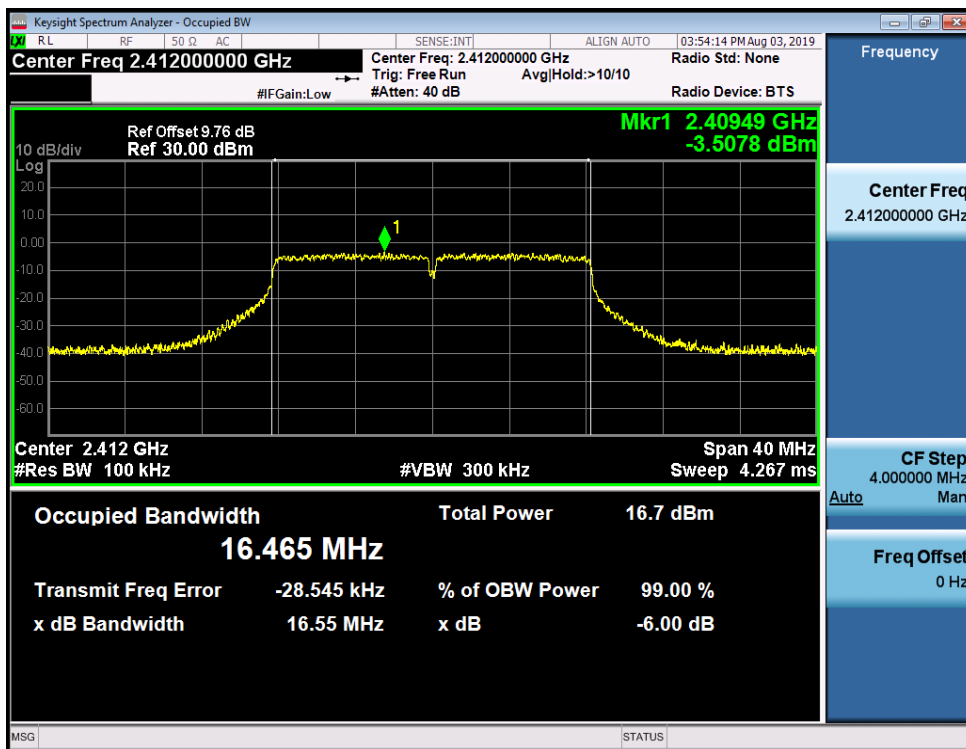 Keysight Spectrum Analyzer - Occupied BW
LXI RL RF 50 Ω AC SENSE:INT ALIGN AUTO 03:54:14 PM Aug 03, 2019
Center Freq 2.412000000 GHz
Center Freq: 2.412000000 GHz
Radio Std: None
Trig: Free Run
Avg|Hold:>10/10
#IFGain:Low
#Atten: 40 dB
Radio Device: BTS
Frequency
Mkr1 2.40949 GHz
-3.5078 dBm
Ref Offset 9.76 dB
10 dB/div Ref 30.00 dBm
Log
20.0
10.0
0.00
-10.0
-20.0
-30.0
-40.0
-50.0
-60.0
1
Center 2.412 GHz Span 40 MHz
#Res BW 100 kHz #VBW 300 kHz Sweep 4.267 ms
Center Freq
2.412000000 GHz
CF Step
4.000000 MHz
Auto Man
Freq Offset
0 Hz
Occupied Bandwidth Total Power 16.7 dBm
16.465 MHz
Transmit Freq Error -28.545 kHz % of OBW Power 99.00 %
x dB Bandwidth 16.55 MHz x dB -6.00 dB
MSG STATUS